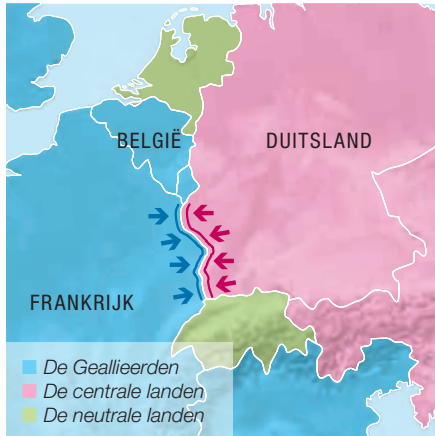 BELGIË
DUITSLAND
FRANKRIJK
De Geallieerden
De centrale landen
De neutrale landen